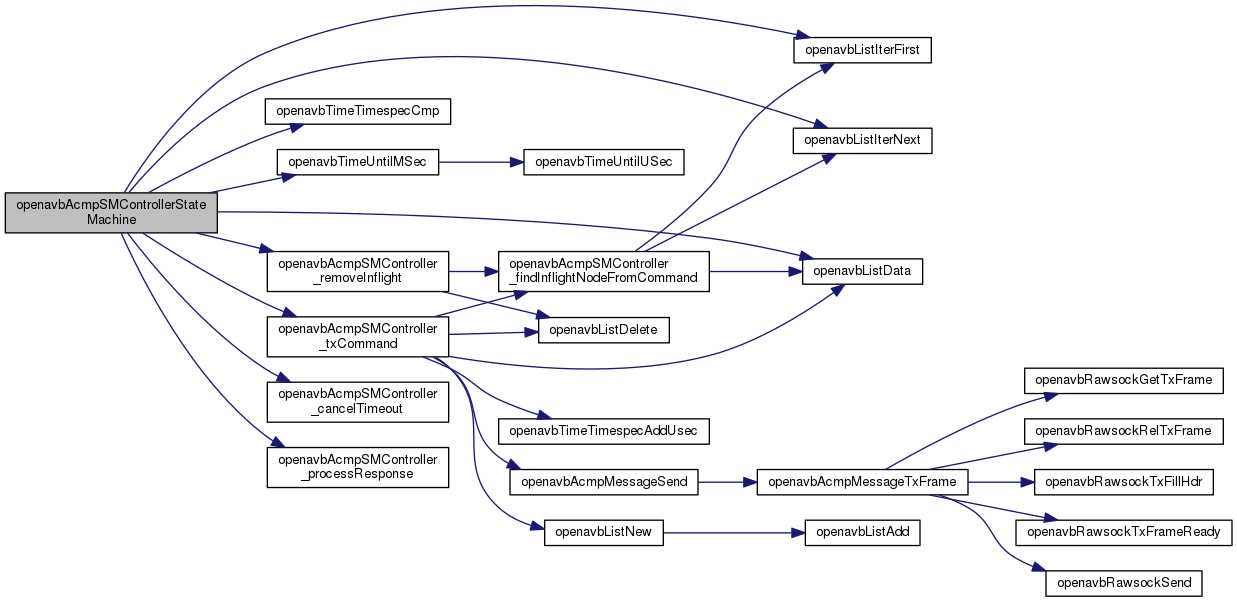 openavbListIterFirst
openavbTimeTimespecCmp
openavbListIterNext
openavbTimeUntilMSec
openavbTimeUntilUSec
openavbAcmpSMControllerState
Machine
openavbAcmpSMController
_removeInflight
openavbAcmpSMController
_findInflightNodeFromCommand
openavbListData
openavbAcmpSMController
_txCommand
openavbListDelete
openavbAcmpSMController
_cancelTimeout
openavbRawsockGetTxFrame
openavbTimeTimespecAddUsec
openavbRawsockRelTxFrame
openavbAcmpSMController
_processResponse
openavbAcmpMessageSend
openavbAcmpMessageTxFrame
openavbRawsockTxFillHdr
openavbListNew
openavbListAdd
openavbRawsockTxFrameReady
openavbRawsockSend